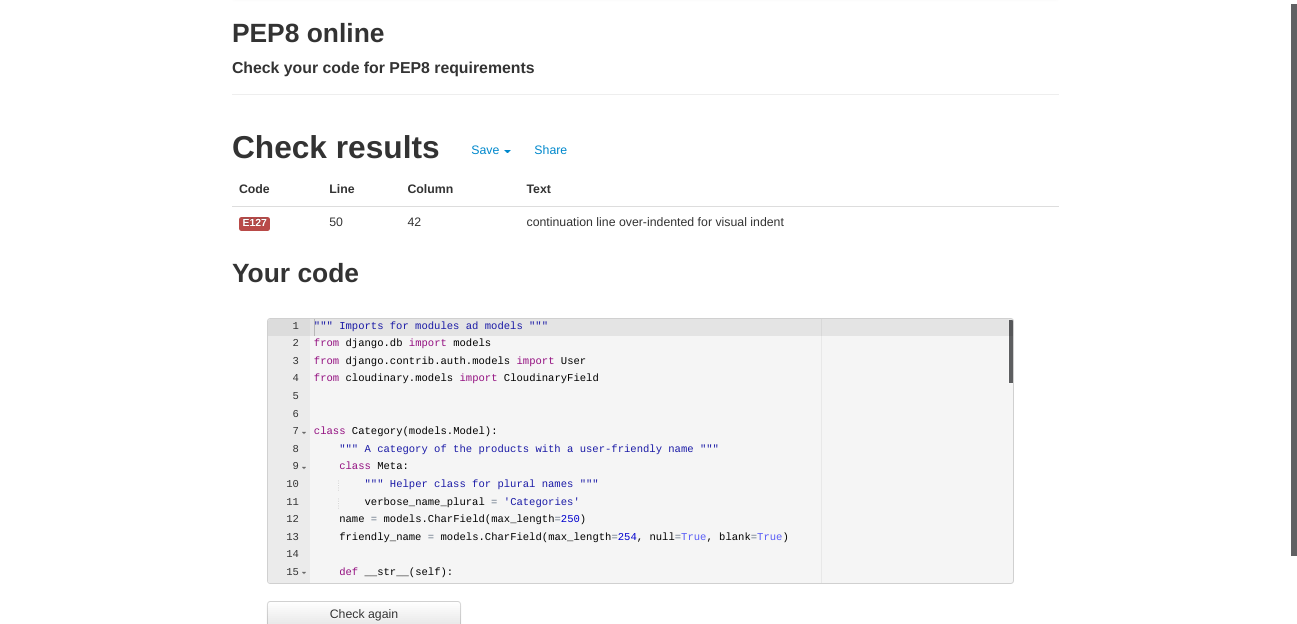 PEP8 online
Check your code for PEP8 requirements
Check results Save Share
Code Line Column Text
E127 50 42 continuation line over-indented for visual indent
Your code
1 """ Imports for modules ad models """
2 from django.db import models
3 from django.contrib.auth.models import User
4 from cloudinary.models import CloudinaryField
5
6
7 class Category(models.Model):
8     """ A category of the products with a user-friendly name """
9     class Meta:
10         """ Helper class for plural names """
11         verbose_name_plural = 'Categories'
12     name = models.CharField(max_length=250)
13     friendly_name = models.CharField(max_length=254, null=True, blank=True)
14
15     def __str__(self):
Check again